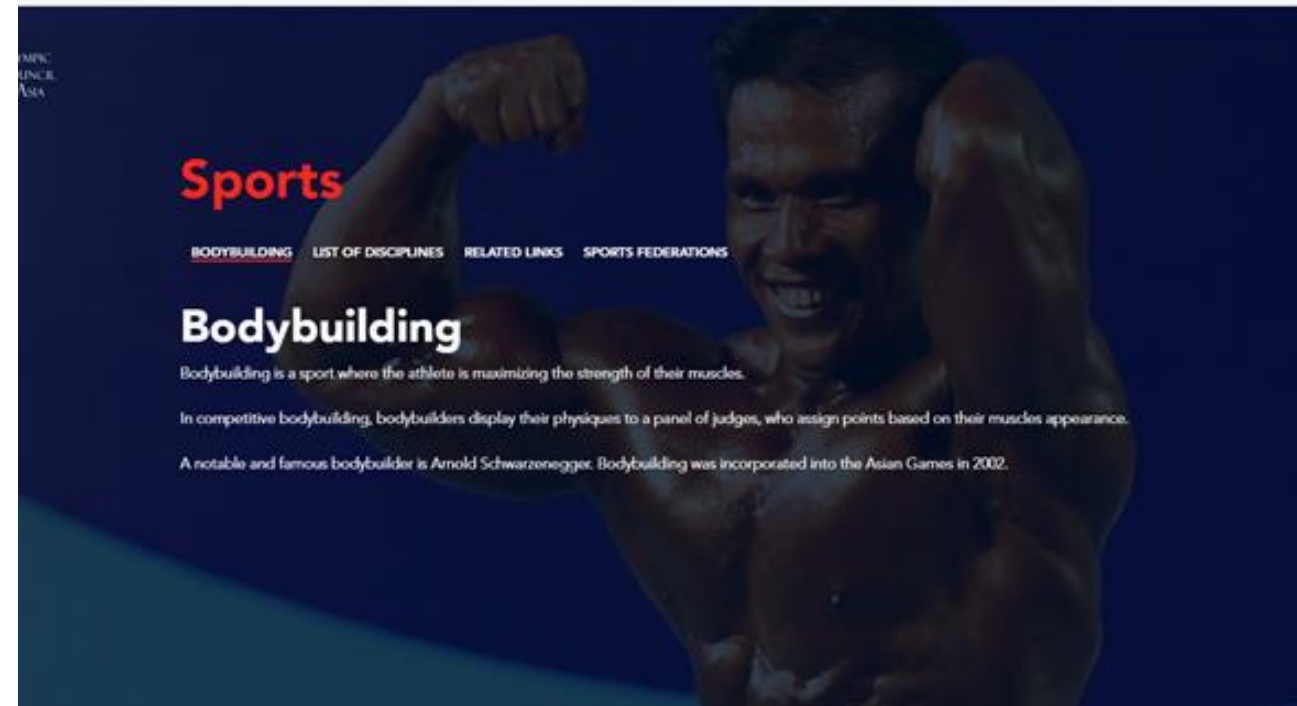 OUNCIL
ASIA
Sports
BODYBUILDING LIST OF DISCIPLINES RELATED LINKS SPORTS FEDERATIONS
Bodybuilding
Bodybuilding is a sport where the athlete is maximizing the strength of their muscles.
In competitive bodybuilding, bodybuilders display their physiques to a panel of judges, who assign points based on their muscles appearance.
A notable and famous bodybuilder is Arnold Schwarzenegger. Bodybuilding was incorporated into the Asian Games in 2002.